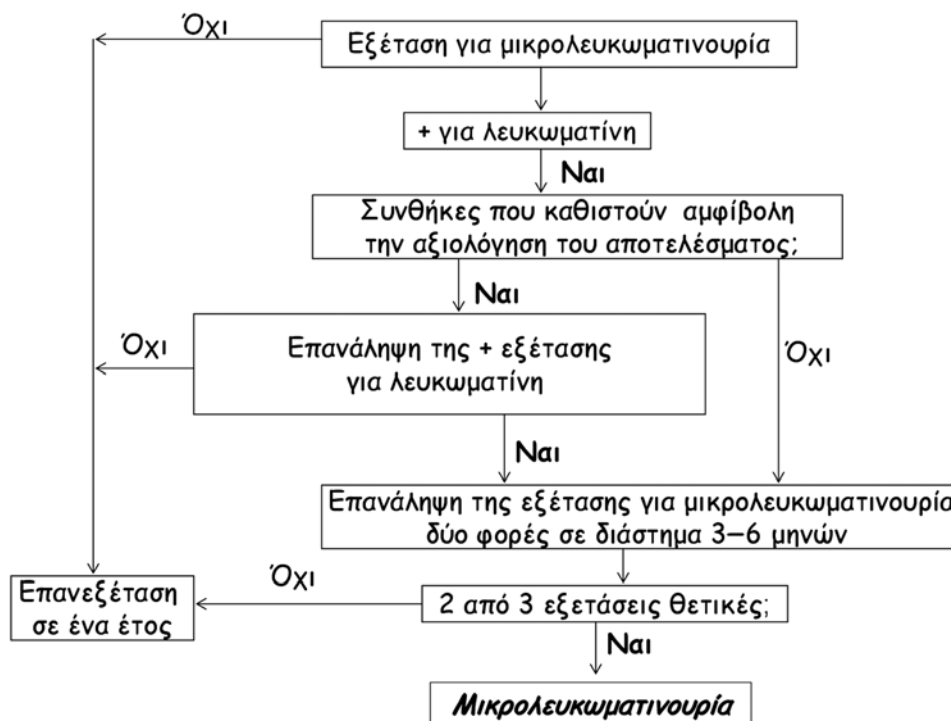 Όχι
Εξέταση για μικρολευκωματινουρία
+ για λευκωματίνη
Ναι
Συνθήκες που καθιστούν αμφίβολη
την αξιολόγηση του αποτελέσματος;
Ναι
Όχι
Επανάληψη της + εξέτασης
για λευκωματίνη
Όχι
Ναι
Επανάληψη της εξέτασης για μικρολευκωματινουρία
δύο φορές σε διάστημα 3–6 μηνών
Όχι
Επανεξέταση
σε ένα έτος
2 από 3 εξετάσεις θετικές;
Ναι
Μικρολευκωματινουρία